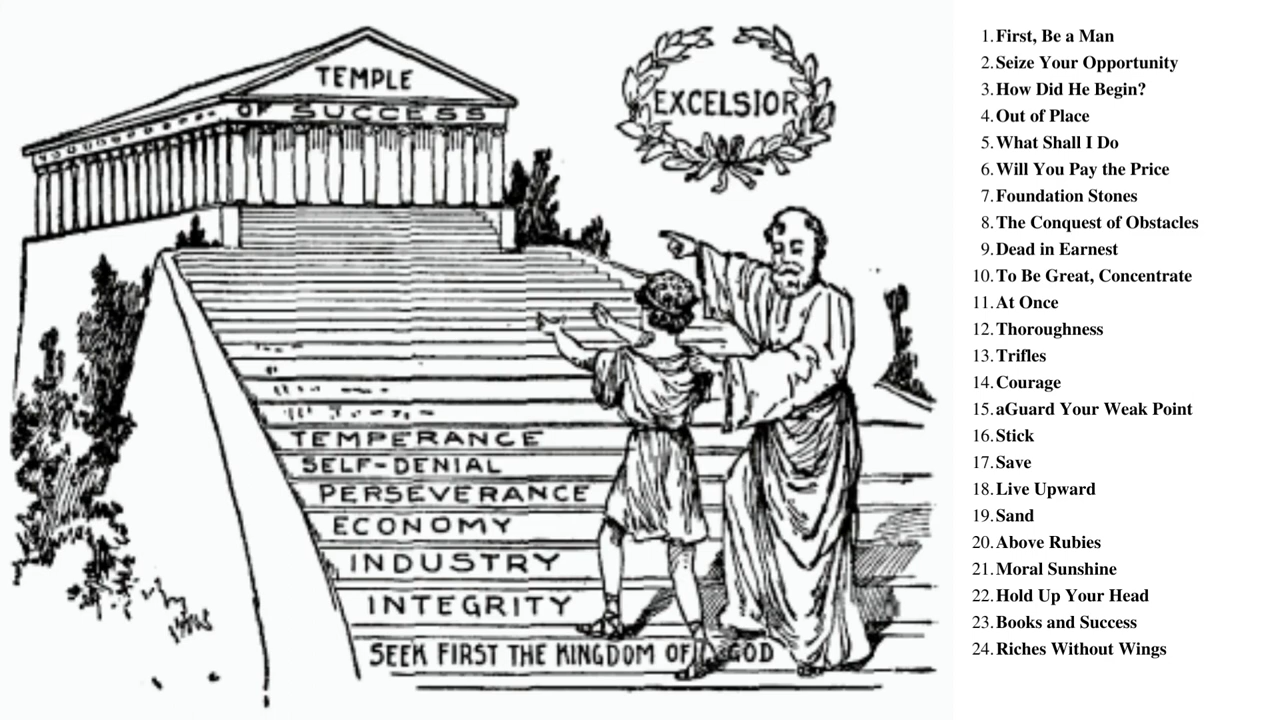 TEMPLE
OF SUCCESS
EXCELSIOR
TEMPERANCE
SELF-DENIAL
PERSEVERANCE
ECONOMY
INDUSTRY
INTEGRITY
SEEK FIRST THE KINGDOM OF GOD
1. First, Be a Man
2. Seize Your Opportunity
3. How Did He Begin?
4. Out of Place
5. What Shall I Do
6. Will You Pay the Price
7. Foundation Stones
8. The Conquest of Obstacles
9. Dead in Earnest
10. To Be Great, Concentrate
11. At Once
12. Thoroughness
13. Trifles
14. Courage
15. aGuard Your Weak Point
16. Stick
17. Save
18. Live Upward
19. Sand
20. Above Rubies
21. Moral Sunshine
22. Hold Up Your Head
23. Books and Success
24. Riches Without Wings